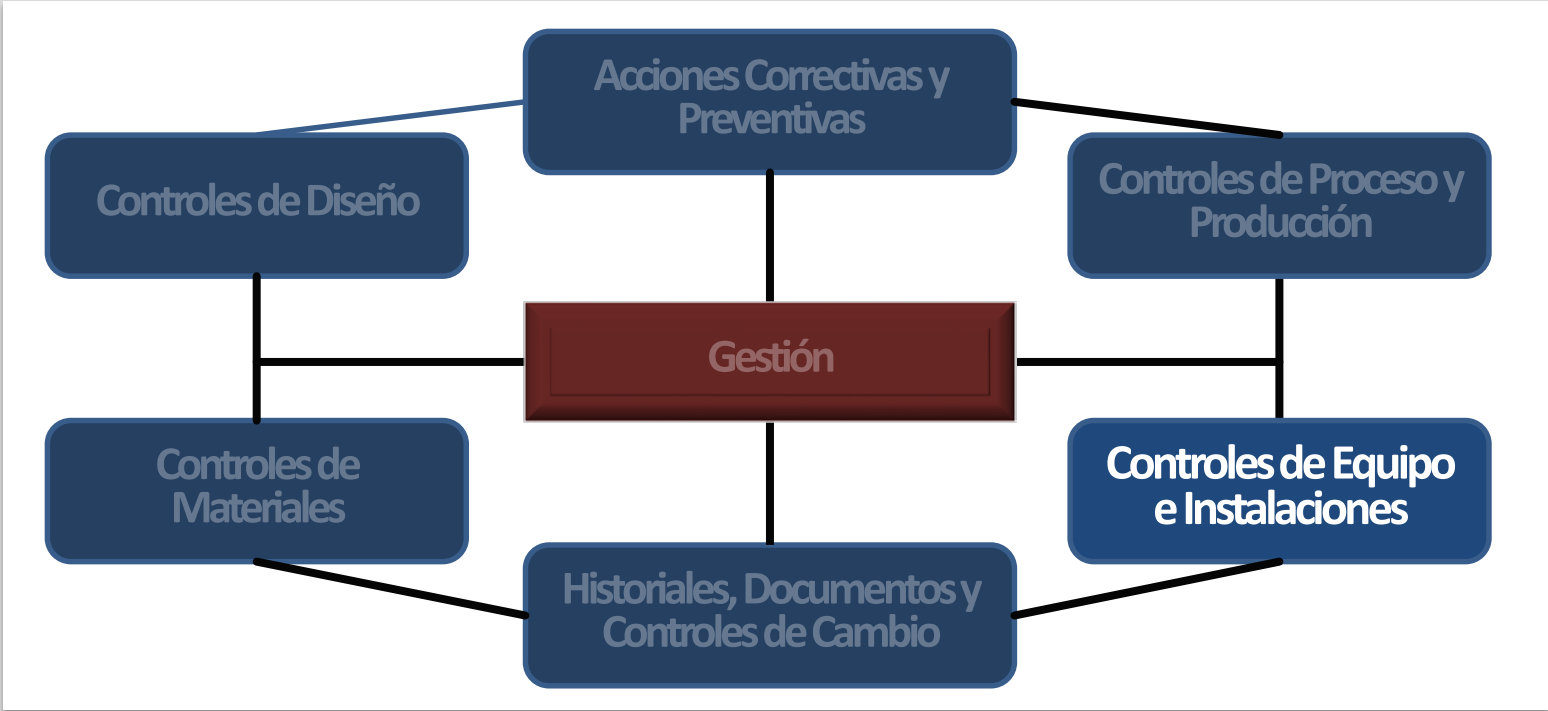 Acciones Correctivas y
Preventivas
Controles de Diseño
Controles de Proceso y
Producción
Gestión
Controles de
Materiales
Controles de Equipo
e Instalaciones
Historiales, Documentos y
Controles de Cambio